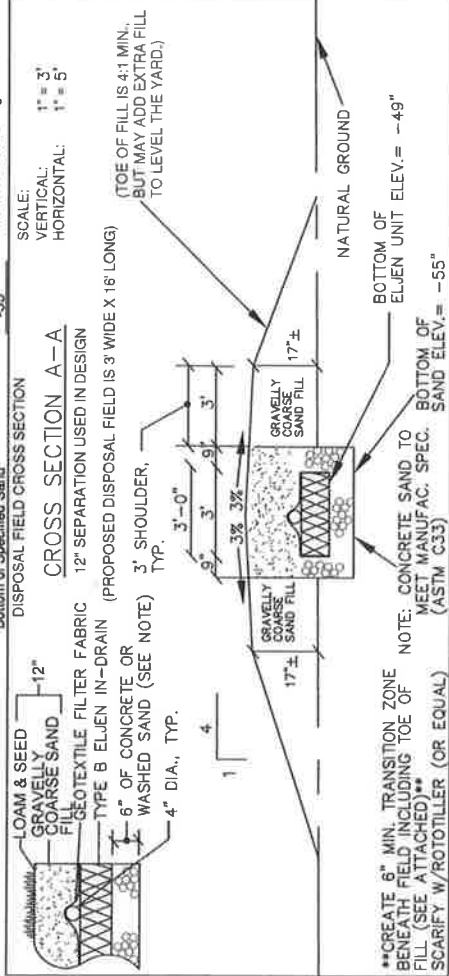 Bottom of Specified Sand -55"
DISPOSAL FIELD CROSS SECTION
SCALE:
VERTICAL: 1" = 3'
HORIZONTAL: 1" = 5'
CROSS SECTION A-A
12" SEPARATION USED IN DESIGN
(PROPOSED DISPOSAL FIELD IS 3' WIDE X 16' LONG)
LOAM & SEED
12"
GRAVELLY
COARSE SAND
FILL
GEOTEXTILE FILTER FABRIC
TYPE B ELJEN IN-DRAIN
6" OF CONCRETE OR
WASHED SAND (SEE NOTE)
4" DIA., TYP.
3' SHOULDER,
TYP.
(TOE OF FILL IS 4:1 MIN.,
BUT MAY ADD EXTRA FILL
TO LEVEL THE YARD.)
3'-0"
9" 3' 9" 3'
3% 3%
4
1
GRAVELLY
COARSE
SAND FILL
GRAVELLY
COARSE
SAND FILL
17"±
17"±
NATURAL GROUND
BOTTOM OF
ELJEN UNIT ELEV.= -49"
BOTTOM OF
SAND ELEV.= -55"
NOTE: CONCRETE SAND TO
MEET MANUFAC. SPEC.
(ASTM C33)
**CREATE 6" MIN. TRANSITION ZONE
BENEATH FIELD INCLUDING TOE OF
FILL (SEE ATTACHED)**
SCARIFY W/ROTOTILLER (OR EQUAL)